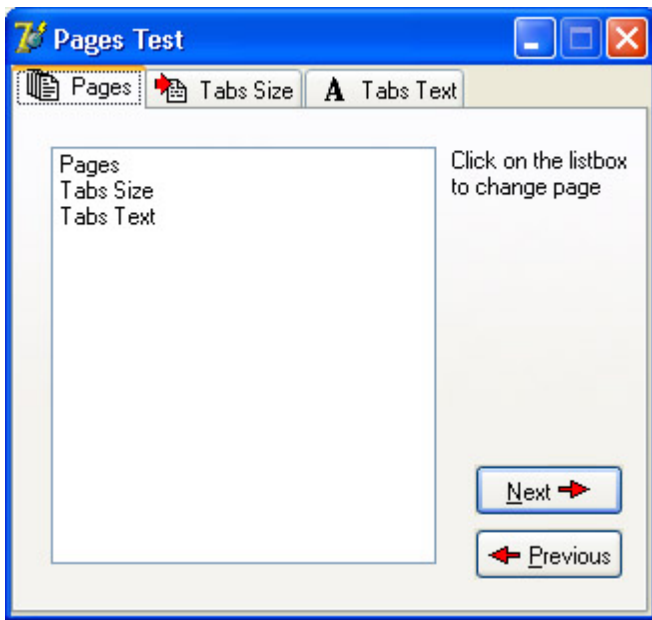 Pages Test
Pages Tabs Size A Tabs Text
Pages
Tabs Size
Tabs Text
Click on the listbox
to change page
Next
Previous